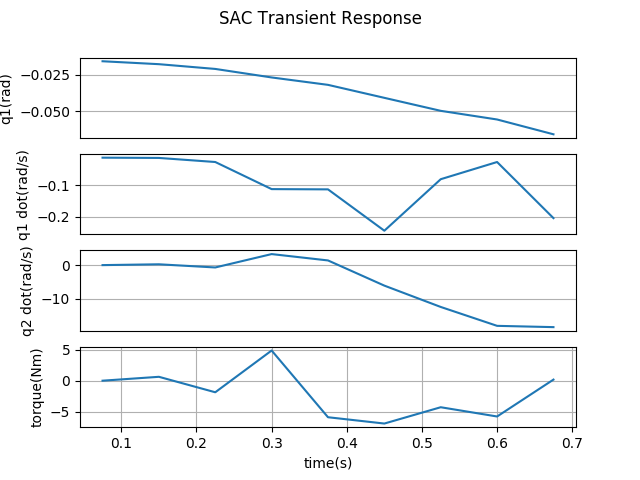 SAC Transient Response
−0.025
−0.050
q1(rad)
−0.1
−0.2
q1 dot(rad/s)
0
−10
q2 dot(rad/s)
5
0
−5
torque(Nm)
0.1 0.2 0.3 0.4 0.5 0.6 0.7
time(s)